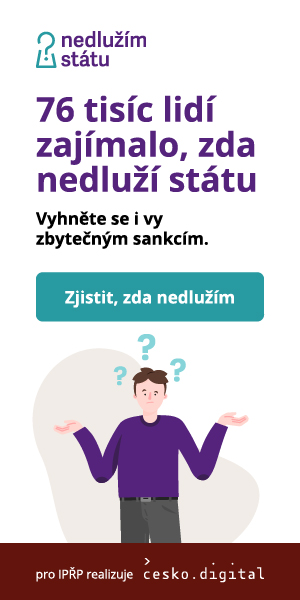 nedlužím
státu
76 tisíc lidí
zajímalo, zda
nedluží státu
Vyhněte se i vy
zbytečným sankcím.
Zjistit, zda nedlužím
? ? ?
pro IPŘP realizuje česko.digital